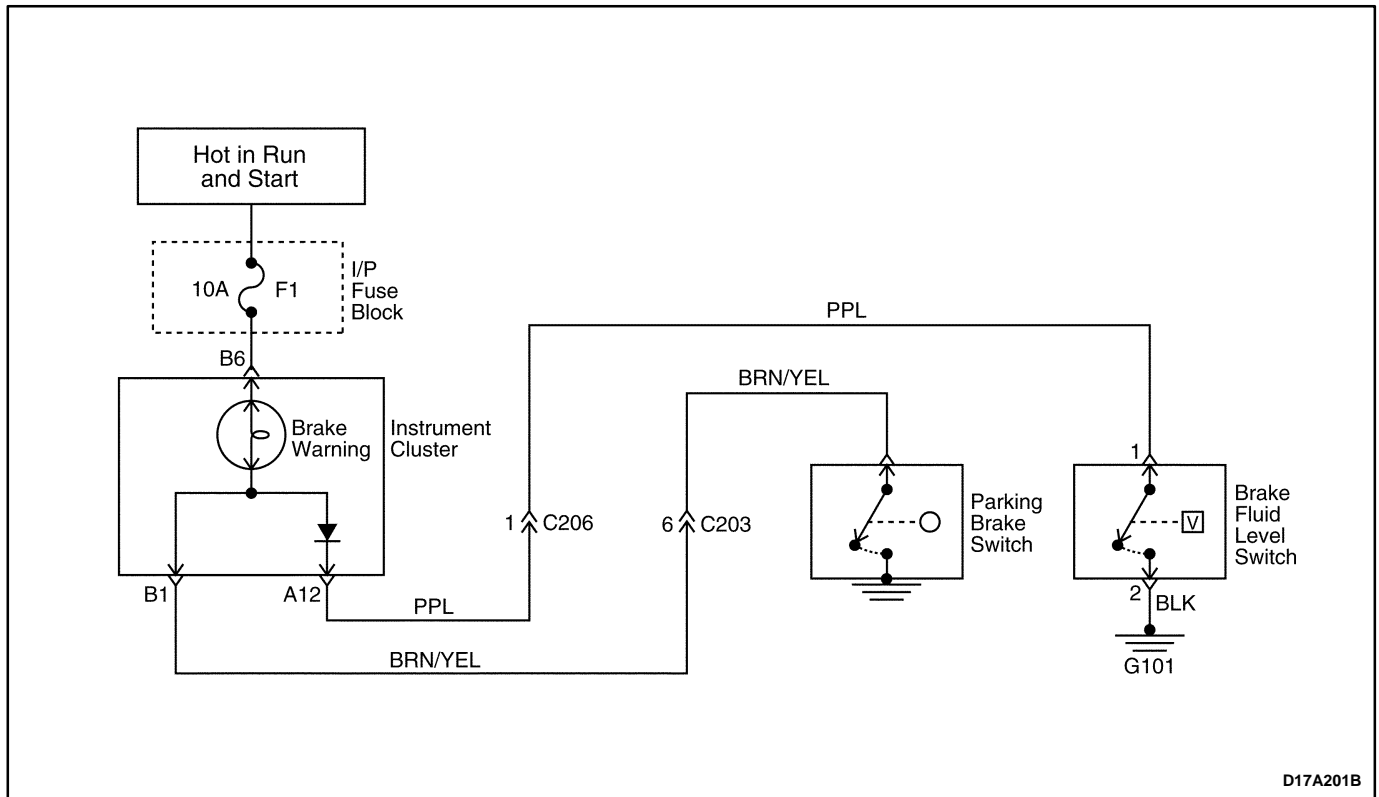 Hot in Run
and Start
10A
F1
I/P
Fuse
Block
B6
Brake
Warning
Instrument
Cluster
B1
A12
PPL
BRN/YEL
1
C206
6
C203
PPL
BRN/YEL
Parking
Brake
Switch
1
V
Brake
Fluid
Level
Switch
2
BLK
G101
D17A201B